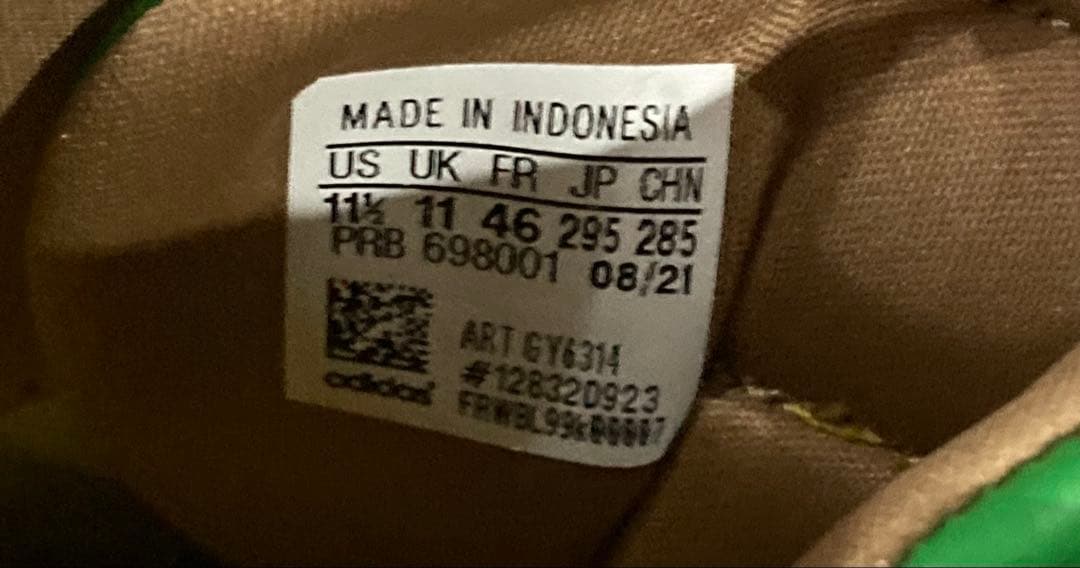 MADE IN INDONESIA
US UK FR JP CHN
11½ 11 46 295 285
PRB 698001 08/21
ART GY6314
#128320923
adidas